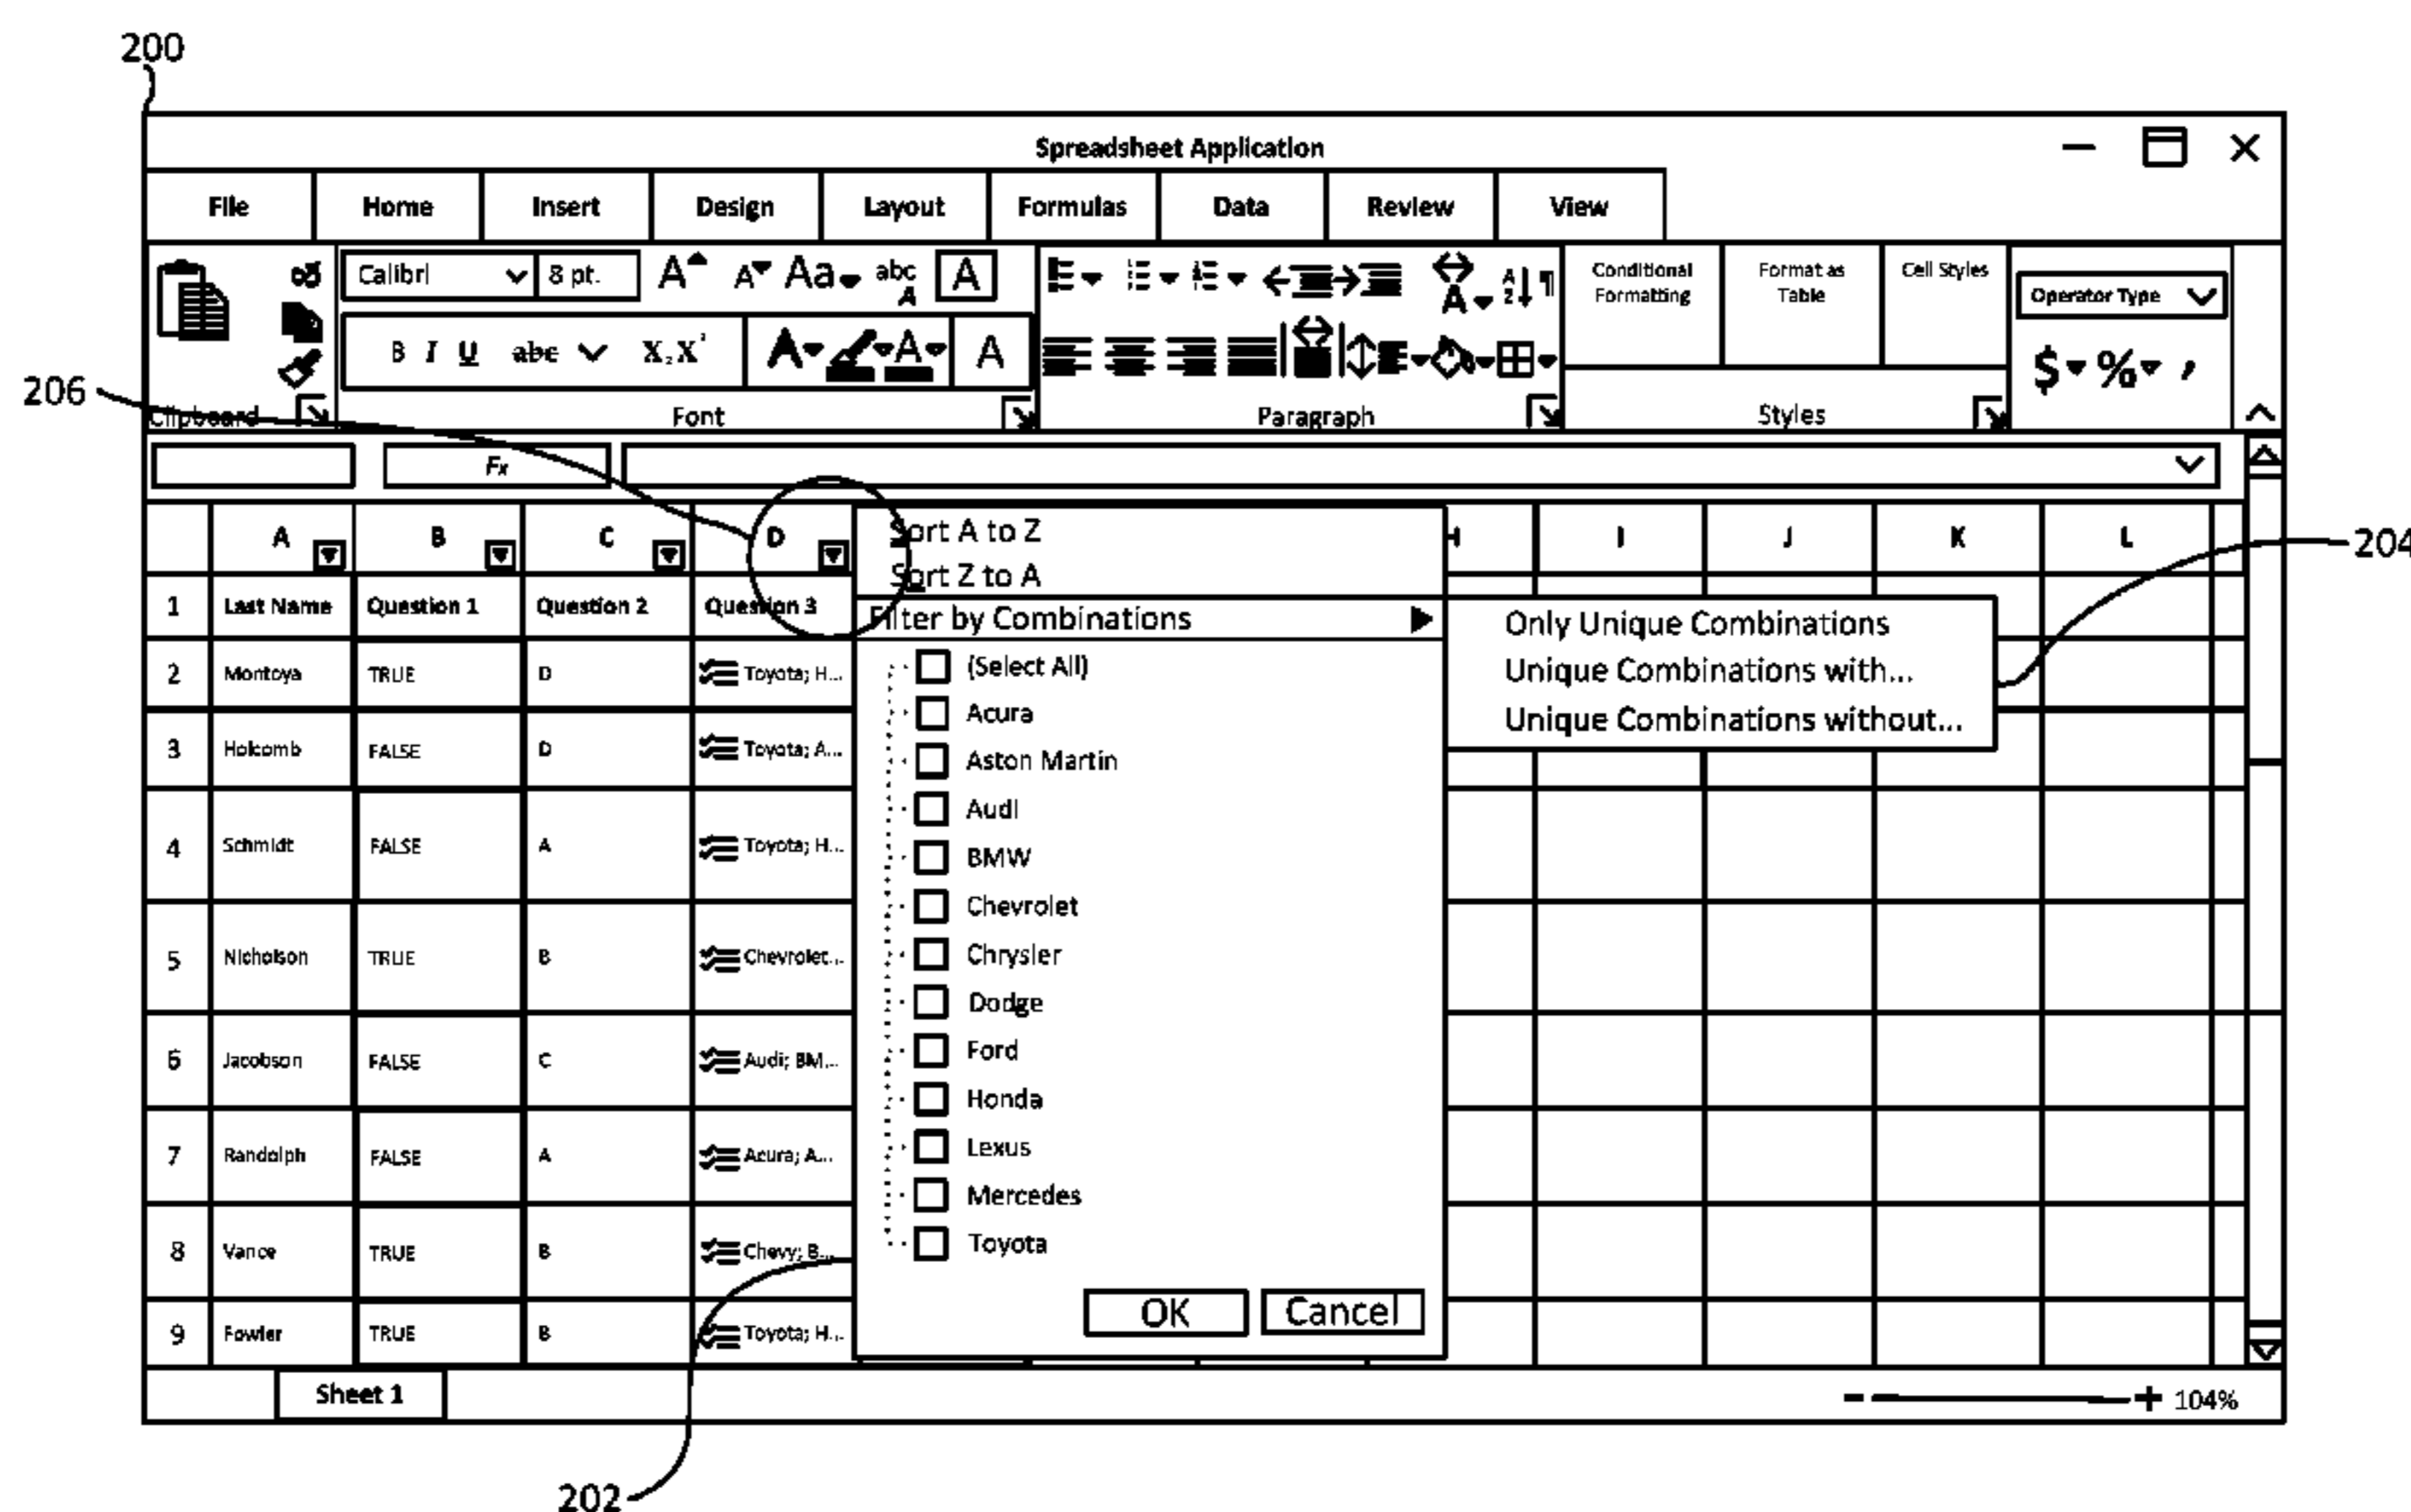 200
Spreadsheet Application
File Home Insert Design Layout Formulas Data Review View
Calibri 8 pt. A A Aa abc A A
Conditional Formatting
Format as Table
Cell Styles
Operator Type
B I U abc X₂X² A A A
$ % ,
206
Clipboard Font Paragraph Styles
Fx
A B C D H I J K L
204
Sort A to Z
Sort Z to A
Filter by Combinations
Only Unique Combinations
Unique Combinations with...
Unique Combinations without...
1 Last Name Question 1 Question 2 Question 3
2 Montoya TRUE D Toyota; H...
3 Holcomb FALSE D Toyota; A...
4 Schmidt FALSE A Toyota; H...
5 Nicholson TRUE B Chevrolet...
6 Jacobson FALSE C Audi; BM...
7 Randolph FALSE A Acura; A...
8 Vance TRUE B Chevy; B...
9 Fowler TRUE B Toyota; H...
(Select All)
Acura
Aston Martin
Audi
BMW
Chevrolet
Chrysler
Dodge
Ford
Honda
Lexus
Mercedes
Toyota
OK Cancel
Sheet 1
104%
202